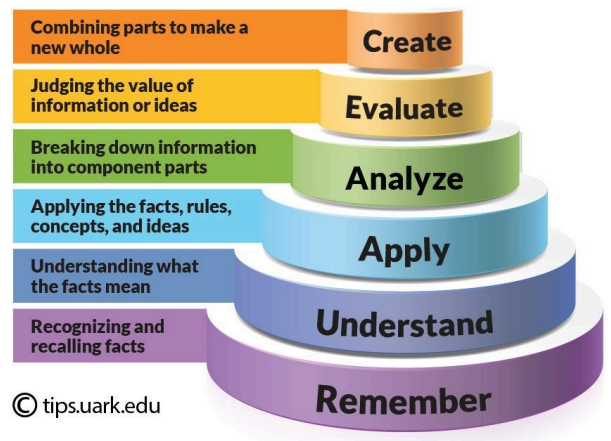 Combining parts to make a
new whole
Create
Judging the value of
information or ideas
Evaluate
Breaking down information
into component parts
Analyze
Applying the facts, rules,
concepts, and ideas
Apply
Understanding what
the facts mean
Understand
Recognizing and
recalling facts
Remember
© tips.uark.edu